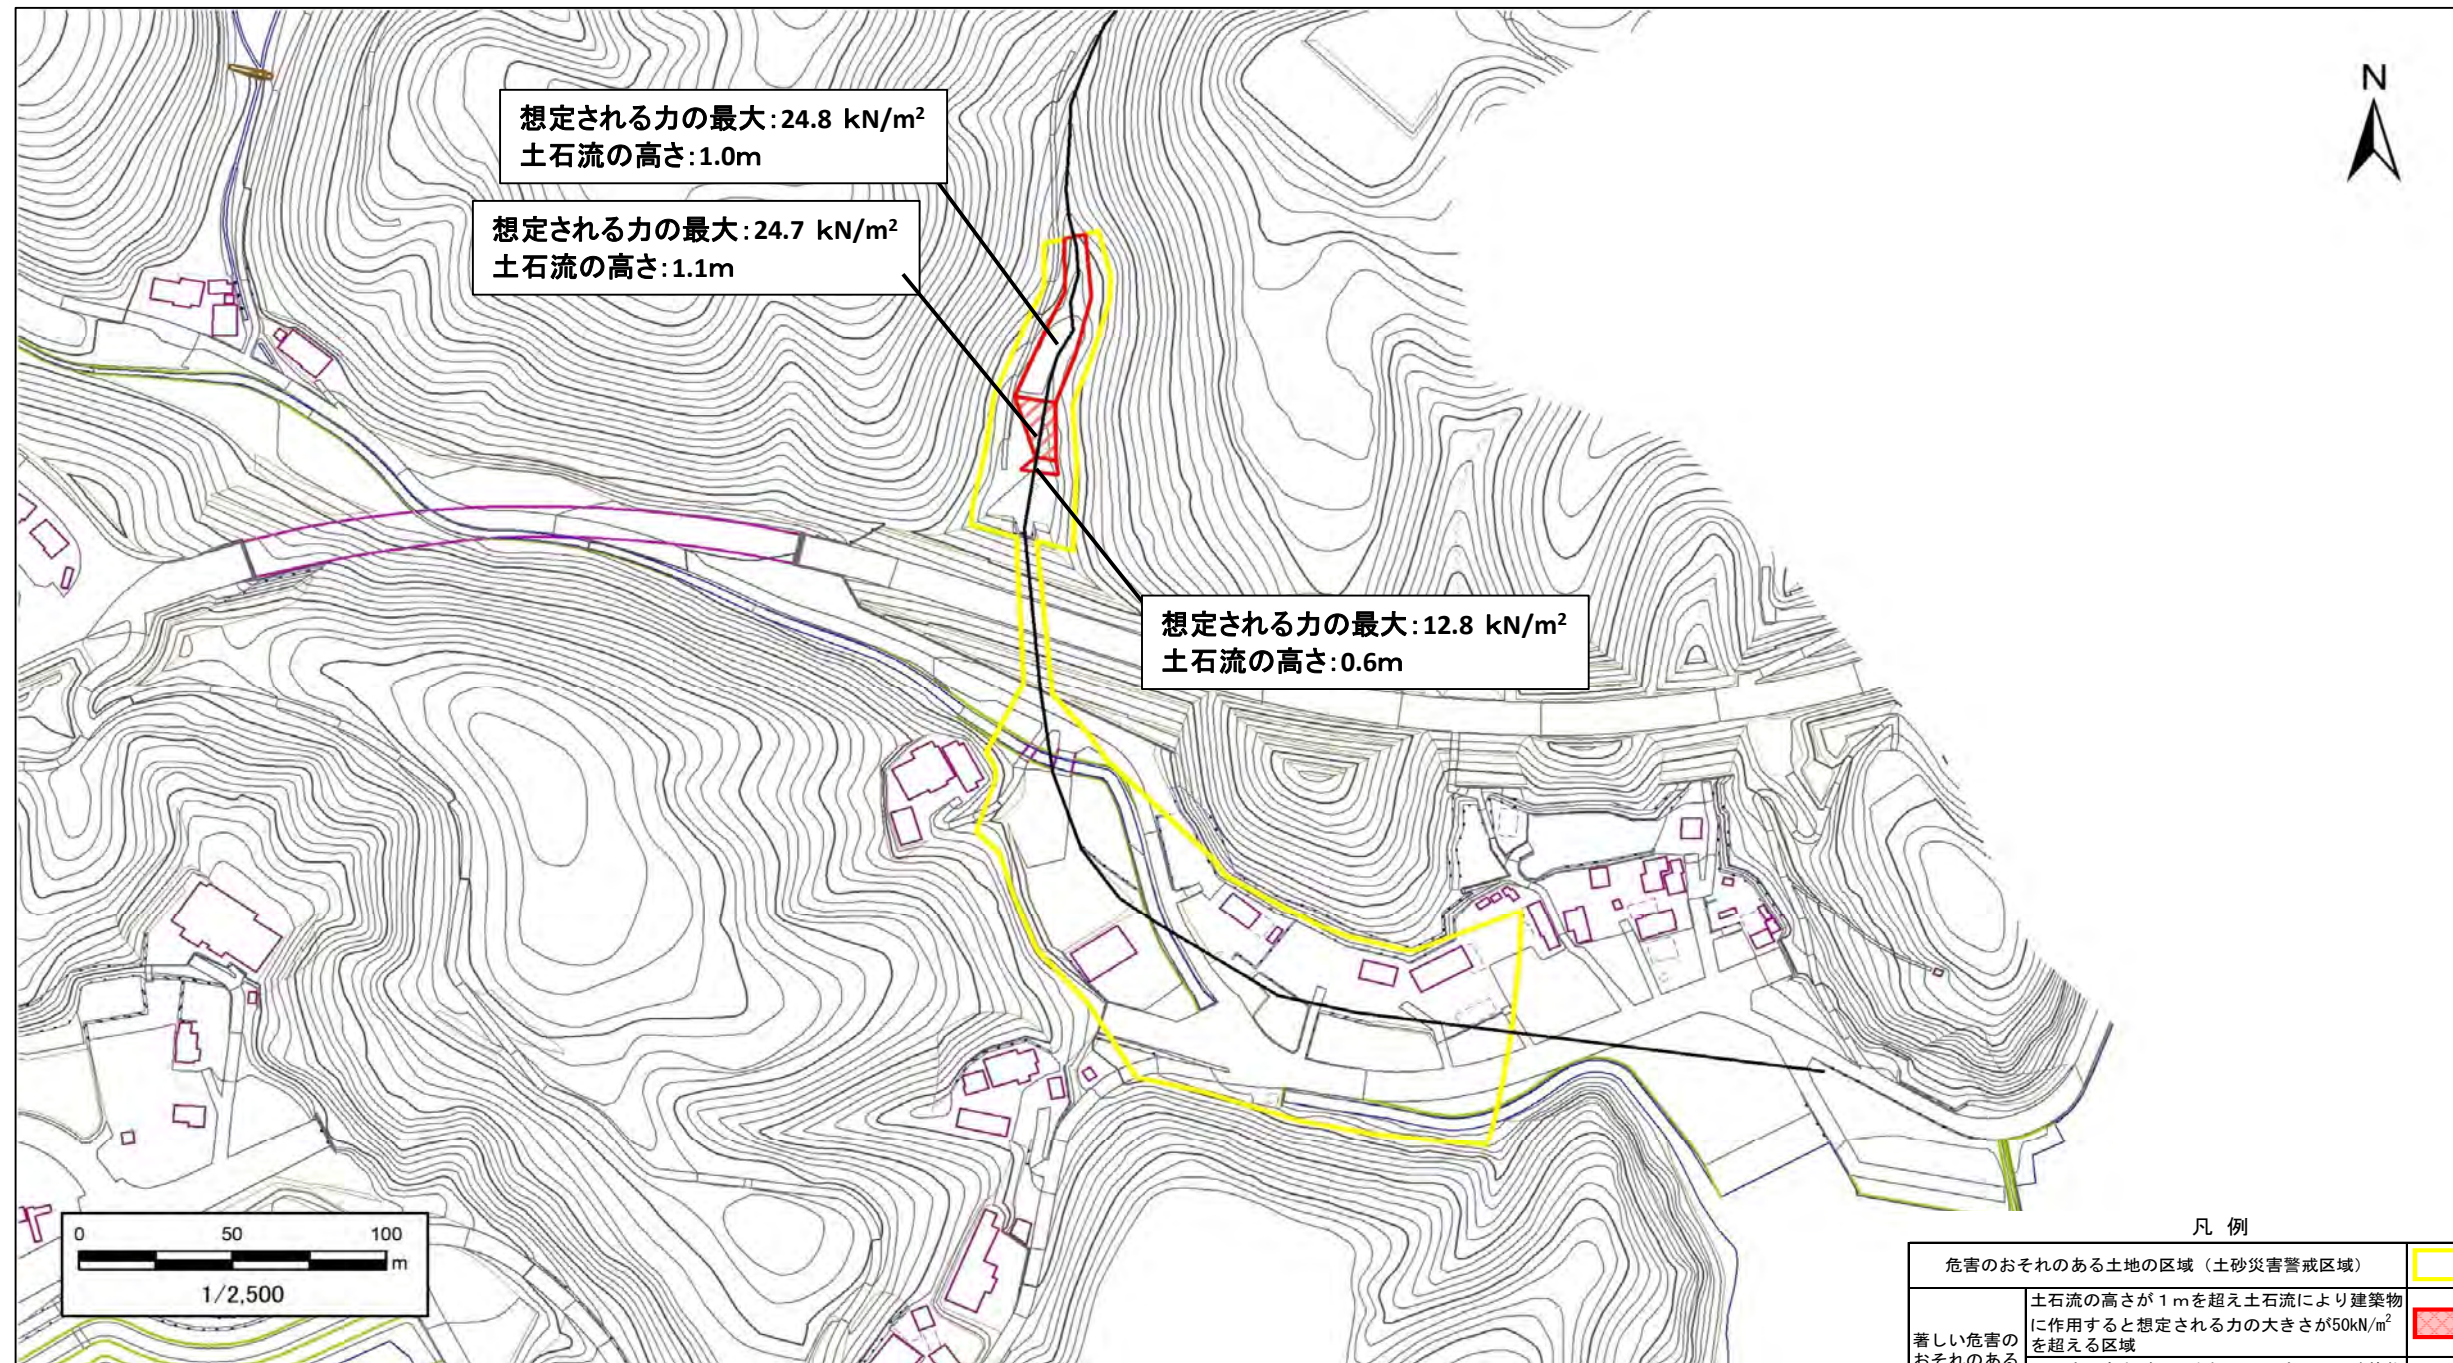 N
想定される力の最大:24.8 kN/m²
土石流の高さ:1.0m
想定される力の最大:24.7 kN/m²
土石流の高さ:1.1m
想定される力の最大:12.8 kN/m²
土石流の高さ:0.6m
0 50 100
m
1/2,500
凡 例
危害のおそれのある土地の区域（土砂災害警戒区域）
土石流の高さが１ｍを超え土石流により建築物
に作用すると想定される力の大きさが50kN/m²
を超える区域
著しい危害の
おそれのある